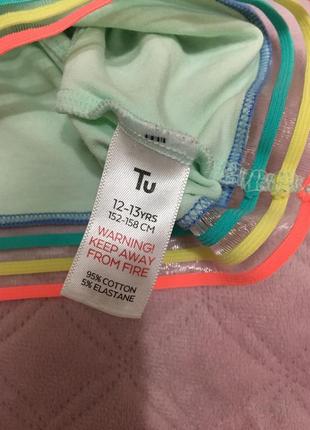 Tu
12-13YRS
152-158 CM
WARNING!
KEEP AWAY
FROM FIRE
95% COTTON
5% ELASTANE